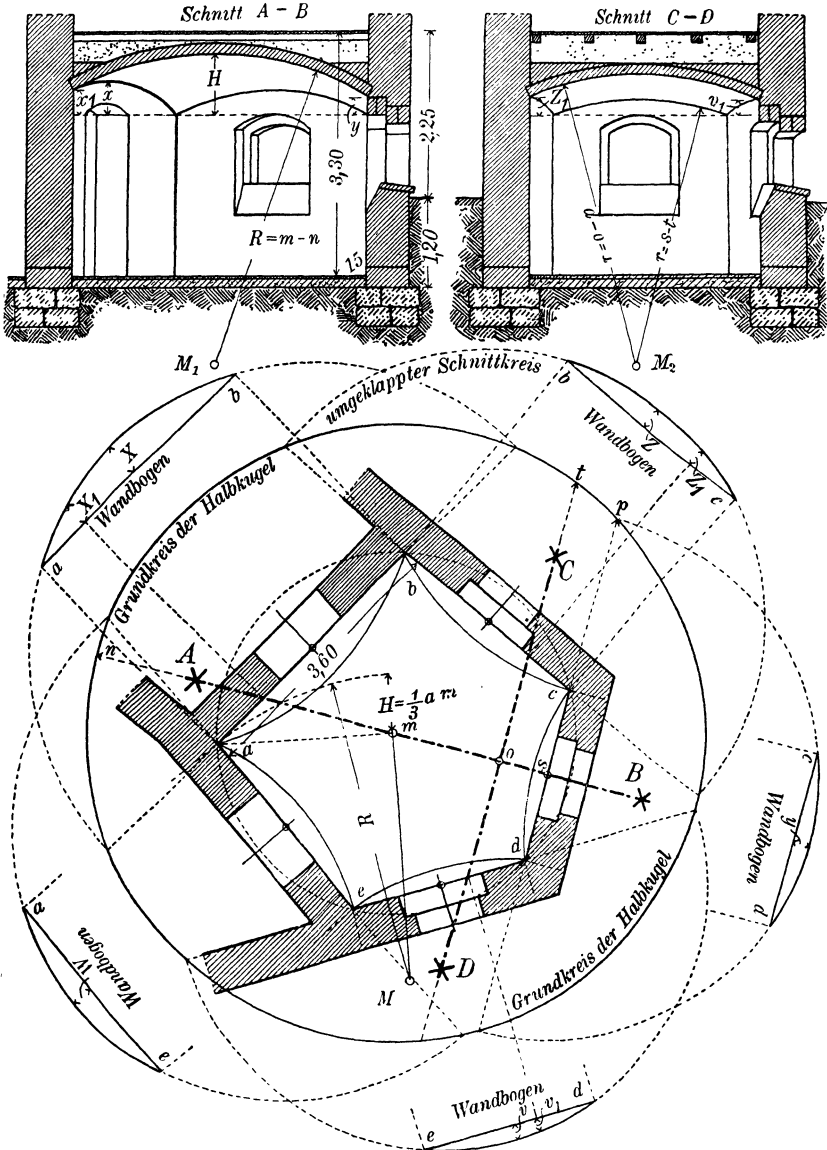 Schnitt A – B
Schnitt C – D
H
x1
x
y
3,30
2,25
R = m - n
15
1,20
M1
Z1
v1
r = o - p
r = s - t
M2
umgeklappter Schnittkreis
b
X
X1
Wandbogen
a
b
Wandbogen
Z
Z1
c
Grundkreis der Halbkugel
t
p
C
b
n
A
3,60
c
H = 1/3 a m
m
a
o
s
B
R
d
e
c
Wandbogen
y
d
a
Wandbogen
W
e
M
D
Grundkreis der Halbkugel
Wandbogen
d
v
v1
e